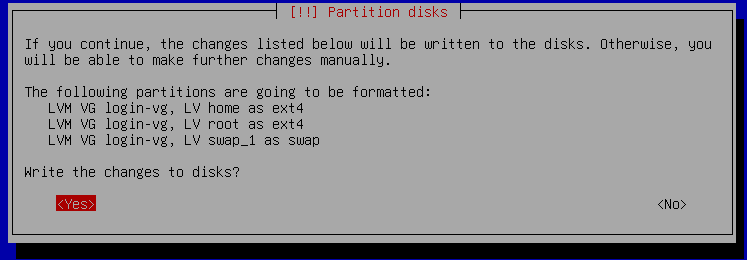 [!!] Partition disks
If you continue, the changes listed below will be written to the disks. Otherwise, you
will be able to make further changes manually.
The following partitions are going to be formatted:
LVM VG login-vg, LV home as ext4
LVM VG login-vg, LV root as ext4
LVM VG login-vg, LV swap_1 as swap
Write the changes to disks?
<Yes> <No>